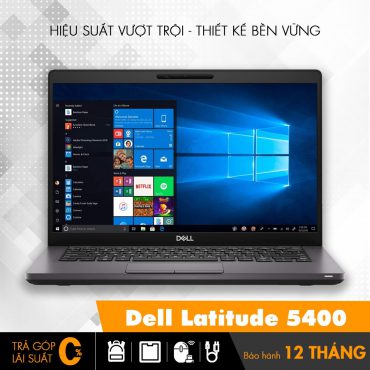 HIỆU SUẤT VƯỢT TRỘI - THIẾT KẾ BỀN VỮNG
NETFLIX
DELL
Dell Latitude 5400
TRẢ GÓP
LÃI SUẤT
0%
Bảo hành 12 THÁNG